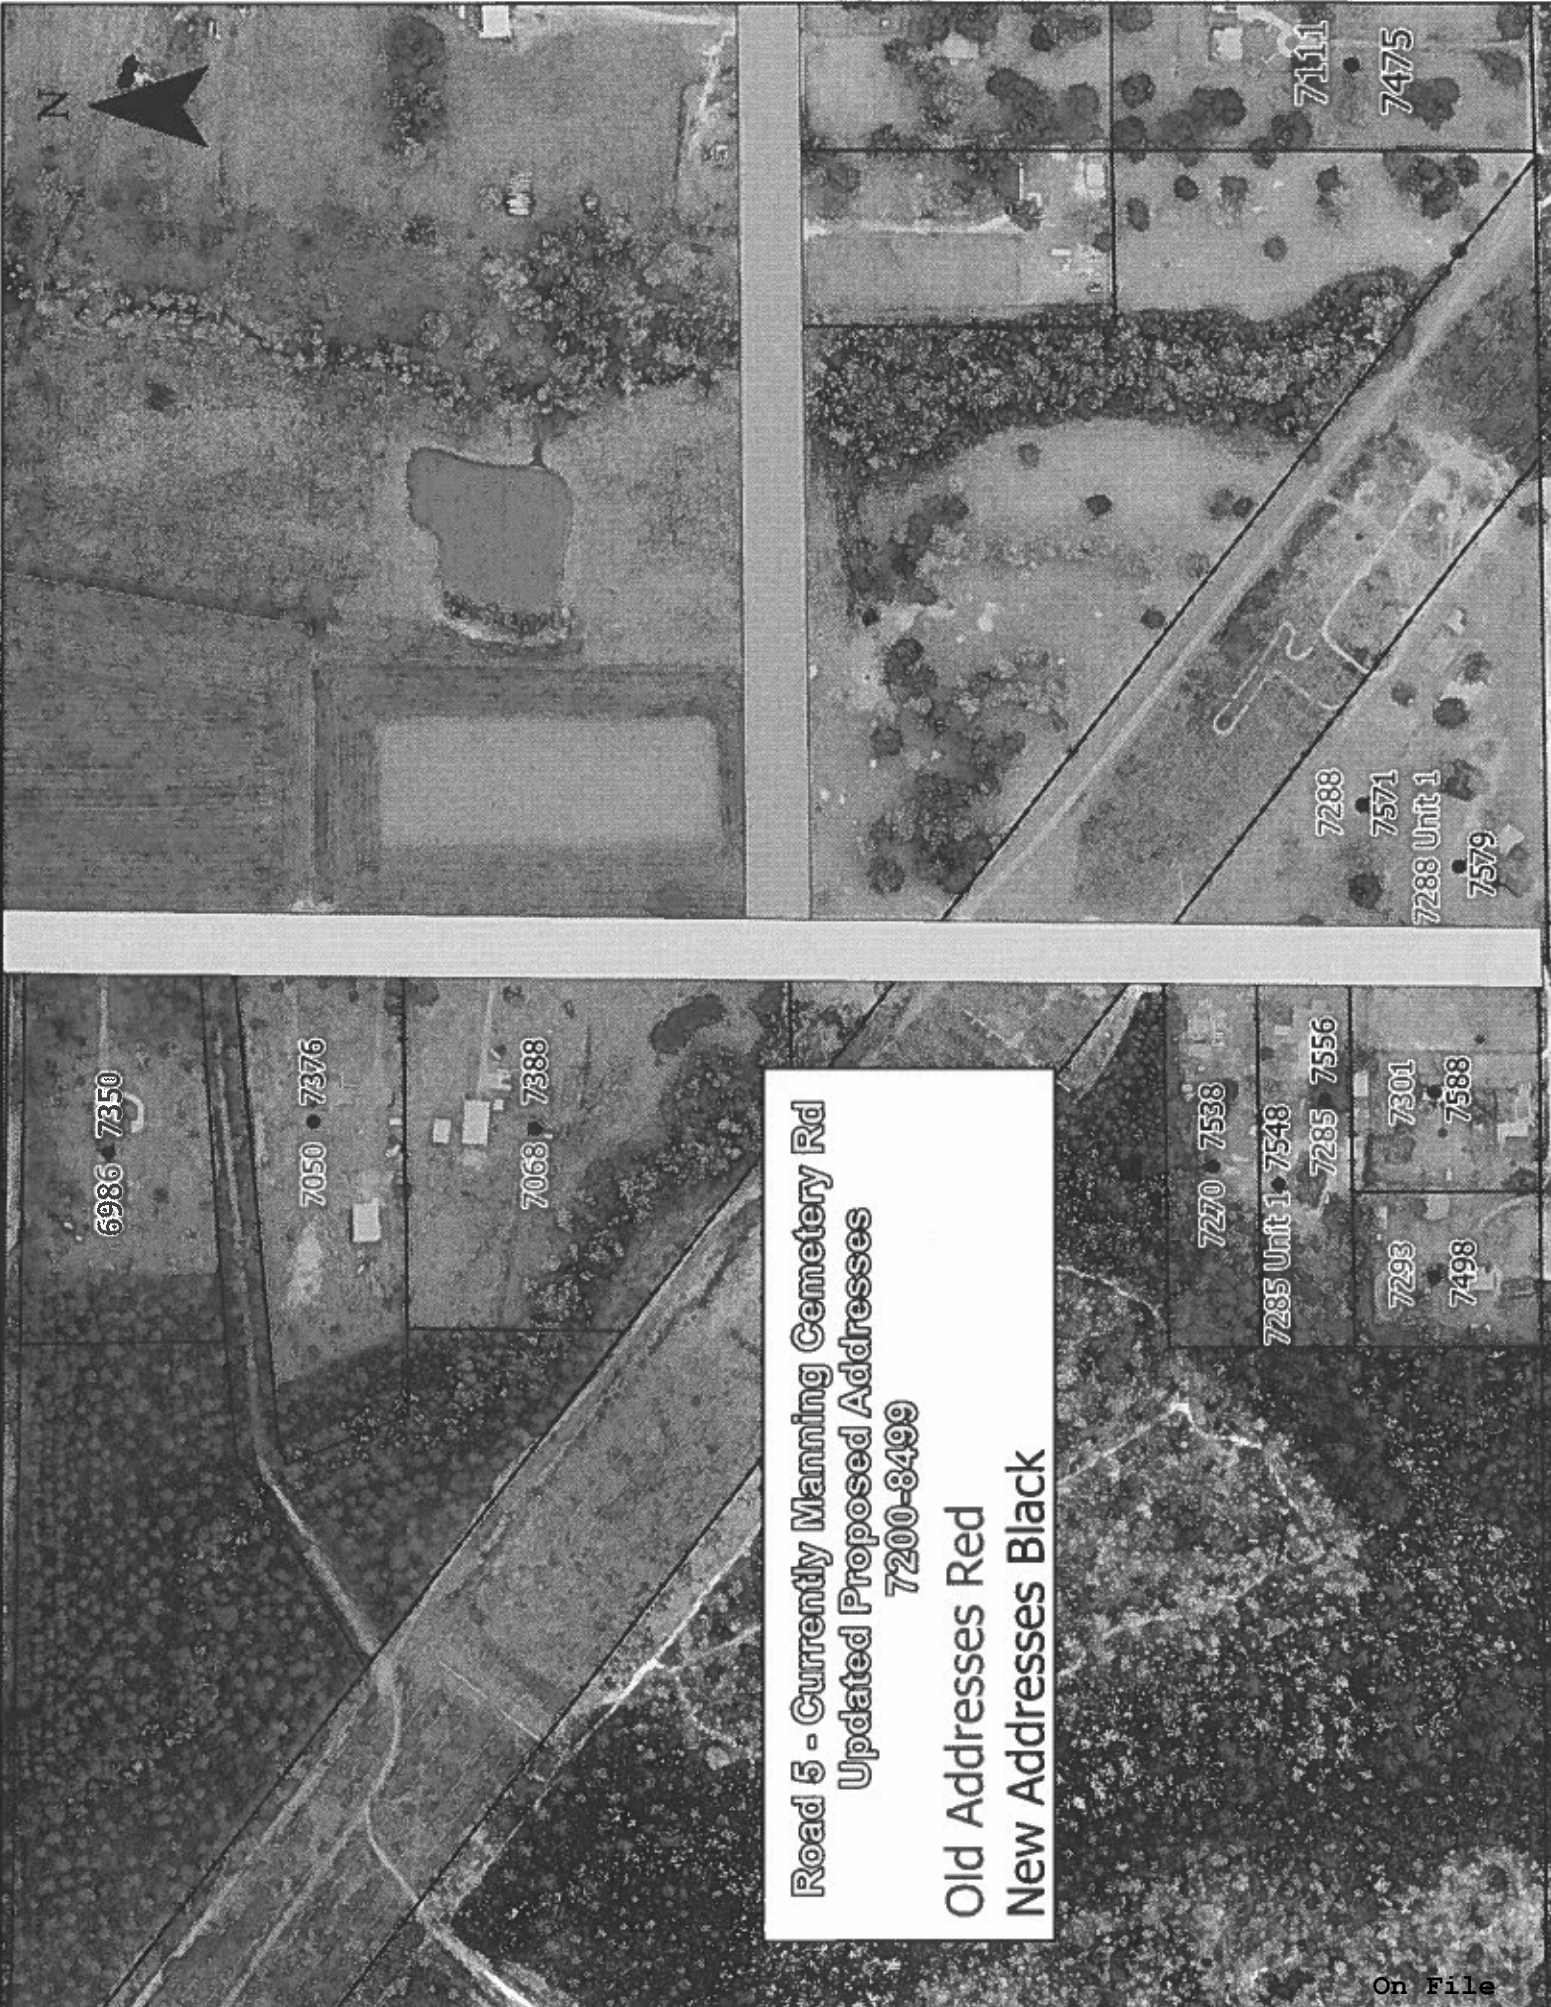 N
7111
7475
6986 7350
7050 7376
7068 7388
Road 5 - Currently Manning Cemetery Rd
Updated Proposed Addresses
7200-8499
Old Addresses Red
New Addresses Black
7288
7571
7288 Unit 1
7579
7270 7538
7285 Unit 1 7548
7285 7556
7301
7588
7293
7498
On File